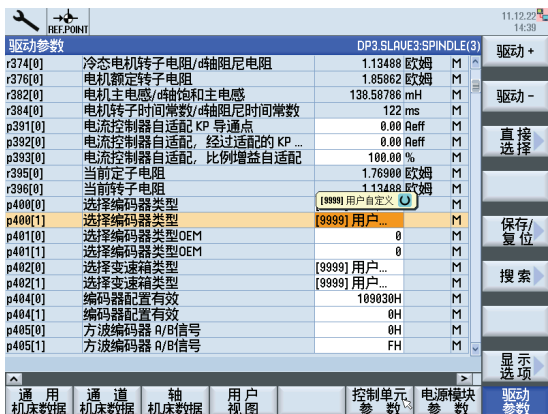 REF.POINT
11.12.22
14:39
驱动参数 DP3.SLAVE3:SPINDLE(3)
r374[0] 冷态电机转子电阻/d轴阻尼电阻 1.13488 欧姆 M
r376[0] 电机额定转子电阻 1.85862 欧姆 M
r382[0] 电机主电感/d轴饱和主电感 138.58786 mH M
r384[0] 电机转子时间常数/d轴阻尼时间常数 122 ms M
p391[0] 电流控制器自适配 KP 导通点 0.00 Aeff M
p392[0] 电流控制器自适配, 经过适配的 KP ... 0.00 Aeff M
p393[0] 电流控制器自适配, 比例增益自适配 100.00 % M
r395[0] 当前定子电阻 1.76900 欧姆 M
r396[0] 当前转子电阻 1.13488 欧姆 M
p400[0] 选择编码器类型 M
[9999] 用户自定义
p400[1] 选择编码器类型 [9999] 用户... M
p401[0] 选择编码器类型OEM 0 M
p401[1] 选择编码器类型OEM 0 M
p402[0] 选择变速箱类型 [9999] 用户... M
p402[1] 选择变速箱类型 [9999] 用户... M
p404[0] 编码器配置有效 109030H M
p404[1] 编码器配置有效 0H M
p405[0] 方波编码器 A/B信号 0H M
p405[1] 方波编码器 A/B信号 FH M
驱动 +
驱动 -
直接
选择
保存/
复位
搜索
显示
选项
通用
机床数据
通道
机床数据
轴
机床数据
用户
视图
控制单元
参数
电源模块
参数
驱动
参数